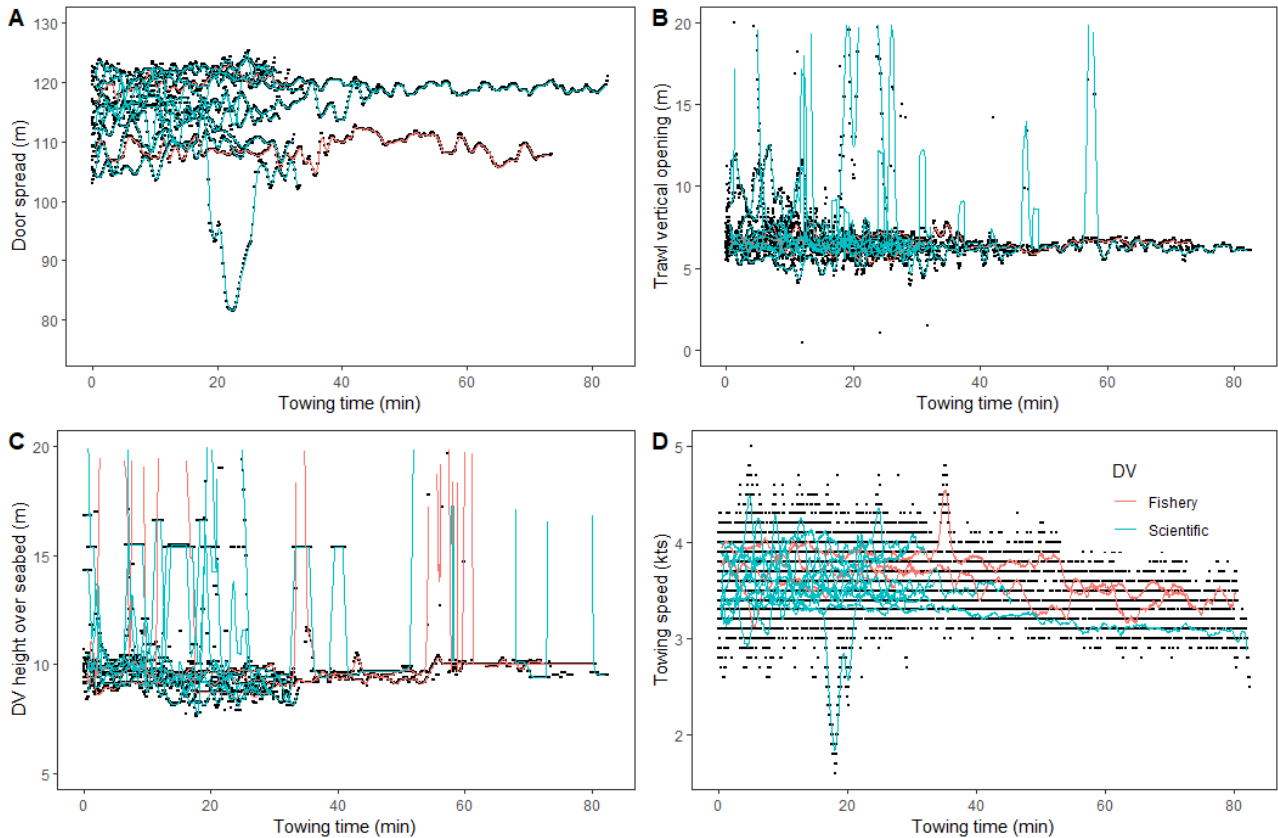 A
Door spread (m)
130
120
110
100
90
80
0 20 40 60 80
Towing time (min)
B
Trawl vertical opening (m)
20
15
10
5
0
0 20 40 60 80
Towing time (min)
C
DV height over seabed (m)
20
15
10
5
0 20 40 60 80
Towing time (min)
D
Towing speed (kts)
5
4
3
2
DV
Fishery
Scientific
0 20 40 60 80
Towing time (min)